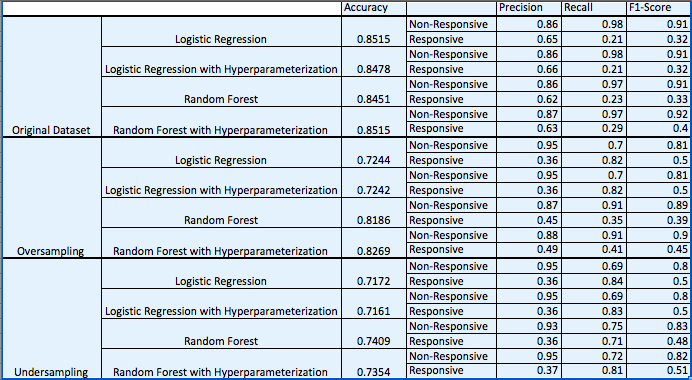 Accuracy Precision Recall F1-Score
Non-Responsive 0.86 0.98 0.91
Logistic Regression 0.8515 Responsive 0.65 0.21 0.32
Non-Responsive 0.86 0.98 0.91
Logistic Regression with Hyperparameterization 0.8478 Responsive 0.66 0.21 0.32
Non-Responsive 0.86 0.97 0.91
Random Forest 0.8451 Responsive 0.62 0.23 0.33
Non-Responsive 0.87 0.97 0.92
Original Dataset Random Forest with Hyperparameterization 0.8515 Responsive 0.63 0.29 0.4
Non-Responsive 0.95 0.7 0.81
Logistic Regression 0.7244 Responsive 0.36 0.82 0.5
Non-Responsive 0.95 0.7 0.81
Logistic Regression with Hyperparameterization 0.7242 Responsive 0.36 0.82 0.5
Non-Responsive 0.87 0.91 0.89
Random Forest 0.8186 Responsive 0.45 0.35 0.39
Non-Responsive 0.88 0.91 0.9
Oversampling Random Forest with Hyperparameterization 0.8269 Responsive 0.49 0.41 0.45
Non-Responsive 0.95 0.69 0.8
Logistic Regression 0.7172 Responsive 0.36 0.84 0.5
Non-Responsive 0.95 0.69 0.8
Logistic Regression with Hyperparameterization 0.7161 Responsive 0.36 0.83 0.5
Non-Responsive 0.93 0.75 0.83
Random Forest 0.7409 Responsive 0.36 0.71 0.48
Non-Responsive 0.95 0.72 0.82
Undersampling Random Forest with Hyperparameterization 0.7354 Responsive 0.37 0.81 0.51